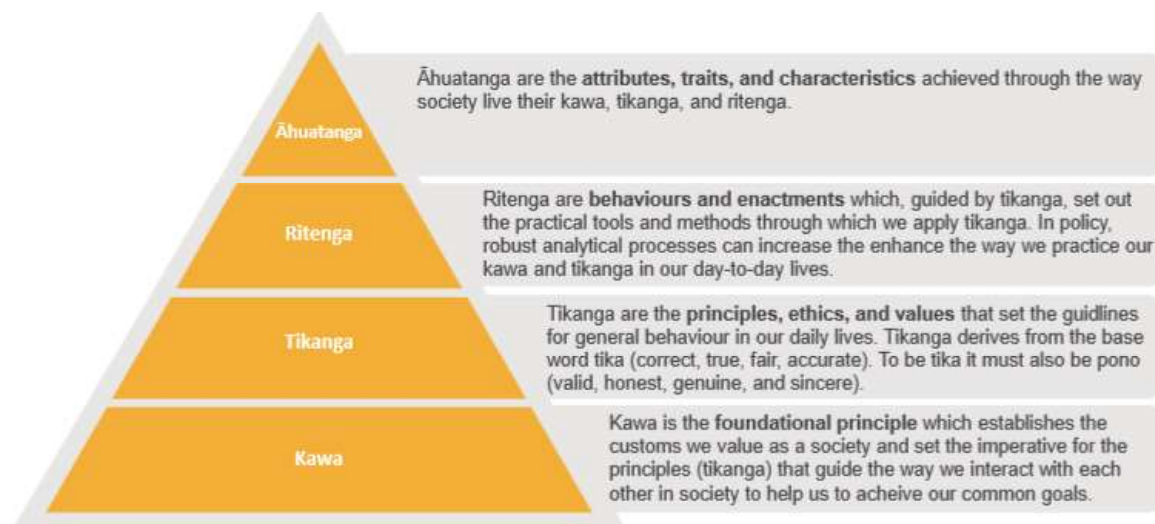 Āhuatanga are the attributes, traits, and characteristics achieved through the way
society live their kawa, tikanga, and ritenga.
Āhuatanga
Ritenga are behaviours and enactments which, guided by tikanga, set out
the practical tools and methods through which we apply tikanga. In policy,
robust analytical processes can increase the enhance the way we practice our
kawa and tikanga in our day-to-day lives.
Ritenga
Tikanga are the principles, ethics, and values that set the guidlines
for general behaviour in our daily lives. Tikanga derives from the base
word tika (correct, true, fair, accurate). To be tika it must also be pono
(valid, honest, genuine, and sincere).
Tikanga
Kawa is the foundational principle which establishes the
customs we value as a society and set the imperative for the
principles (tikanga) that guide the way we interact with each
other in society to help us to acheive our common goals.
Kawa